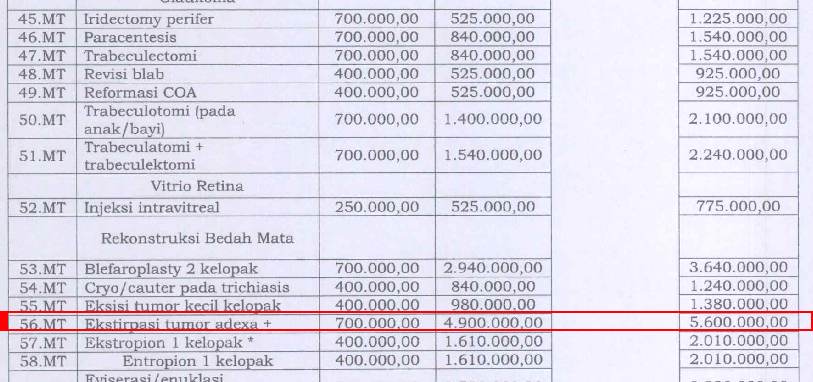 Glaukoma
45.MT Iridectomy perifer 700.000,00 525.000,00 1.225.000,00
46.MT Paracentesis 700.000,00 840.000,00 1.540.000,00
47.MT Trabeculectomi 700.000,00 840.000,00 1.540.000,00
48.MT Revisi blab 400.000,00 525.000,00 925.000,00
49.MT Reformasi COA 400.000,00 525.000,00 925.000,00
50.MT Trabeculotomi (pada anak/bayi) 700.000,00 1.400.000,00 2.100.000,00
51.MT Trabeculatomi + trabeculektomi 700.000,00 1.540.000,00 2.240.000,00
Vitrio Retina
52.MT Injeksi intravitreal 250.000,00 525.000,00 775.000,00
Rekonstruksi Bedah Mata
53.MT Blefaroplasty 2 kelopak 700.000,00 2.940.000,00 3.640.000,00
54.MT Cryo/cauter pada trichiasis 400.000,00 840.000,00 1.240.000,00
55.MT Eksisi tumor kecil kelopak 400.000,00 980.000,00 1.380.000,00
56.MT Ekstirpasi tumor adexa + 700.000,00 4.900.000,00 5.600.000,00
57.MT Ekstropion 1 kelopak * 400.000,00 1.610.000,00 2.010.000,00
58.MT Entropion 1 kelopak 400.000,00 1.610.000,00 2.010.000,00
Eviserasi/enuklasi